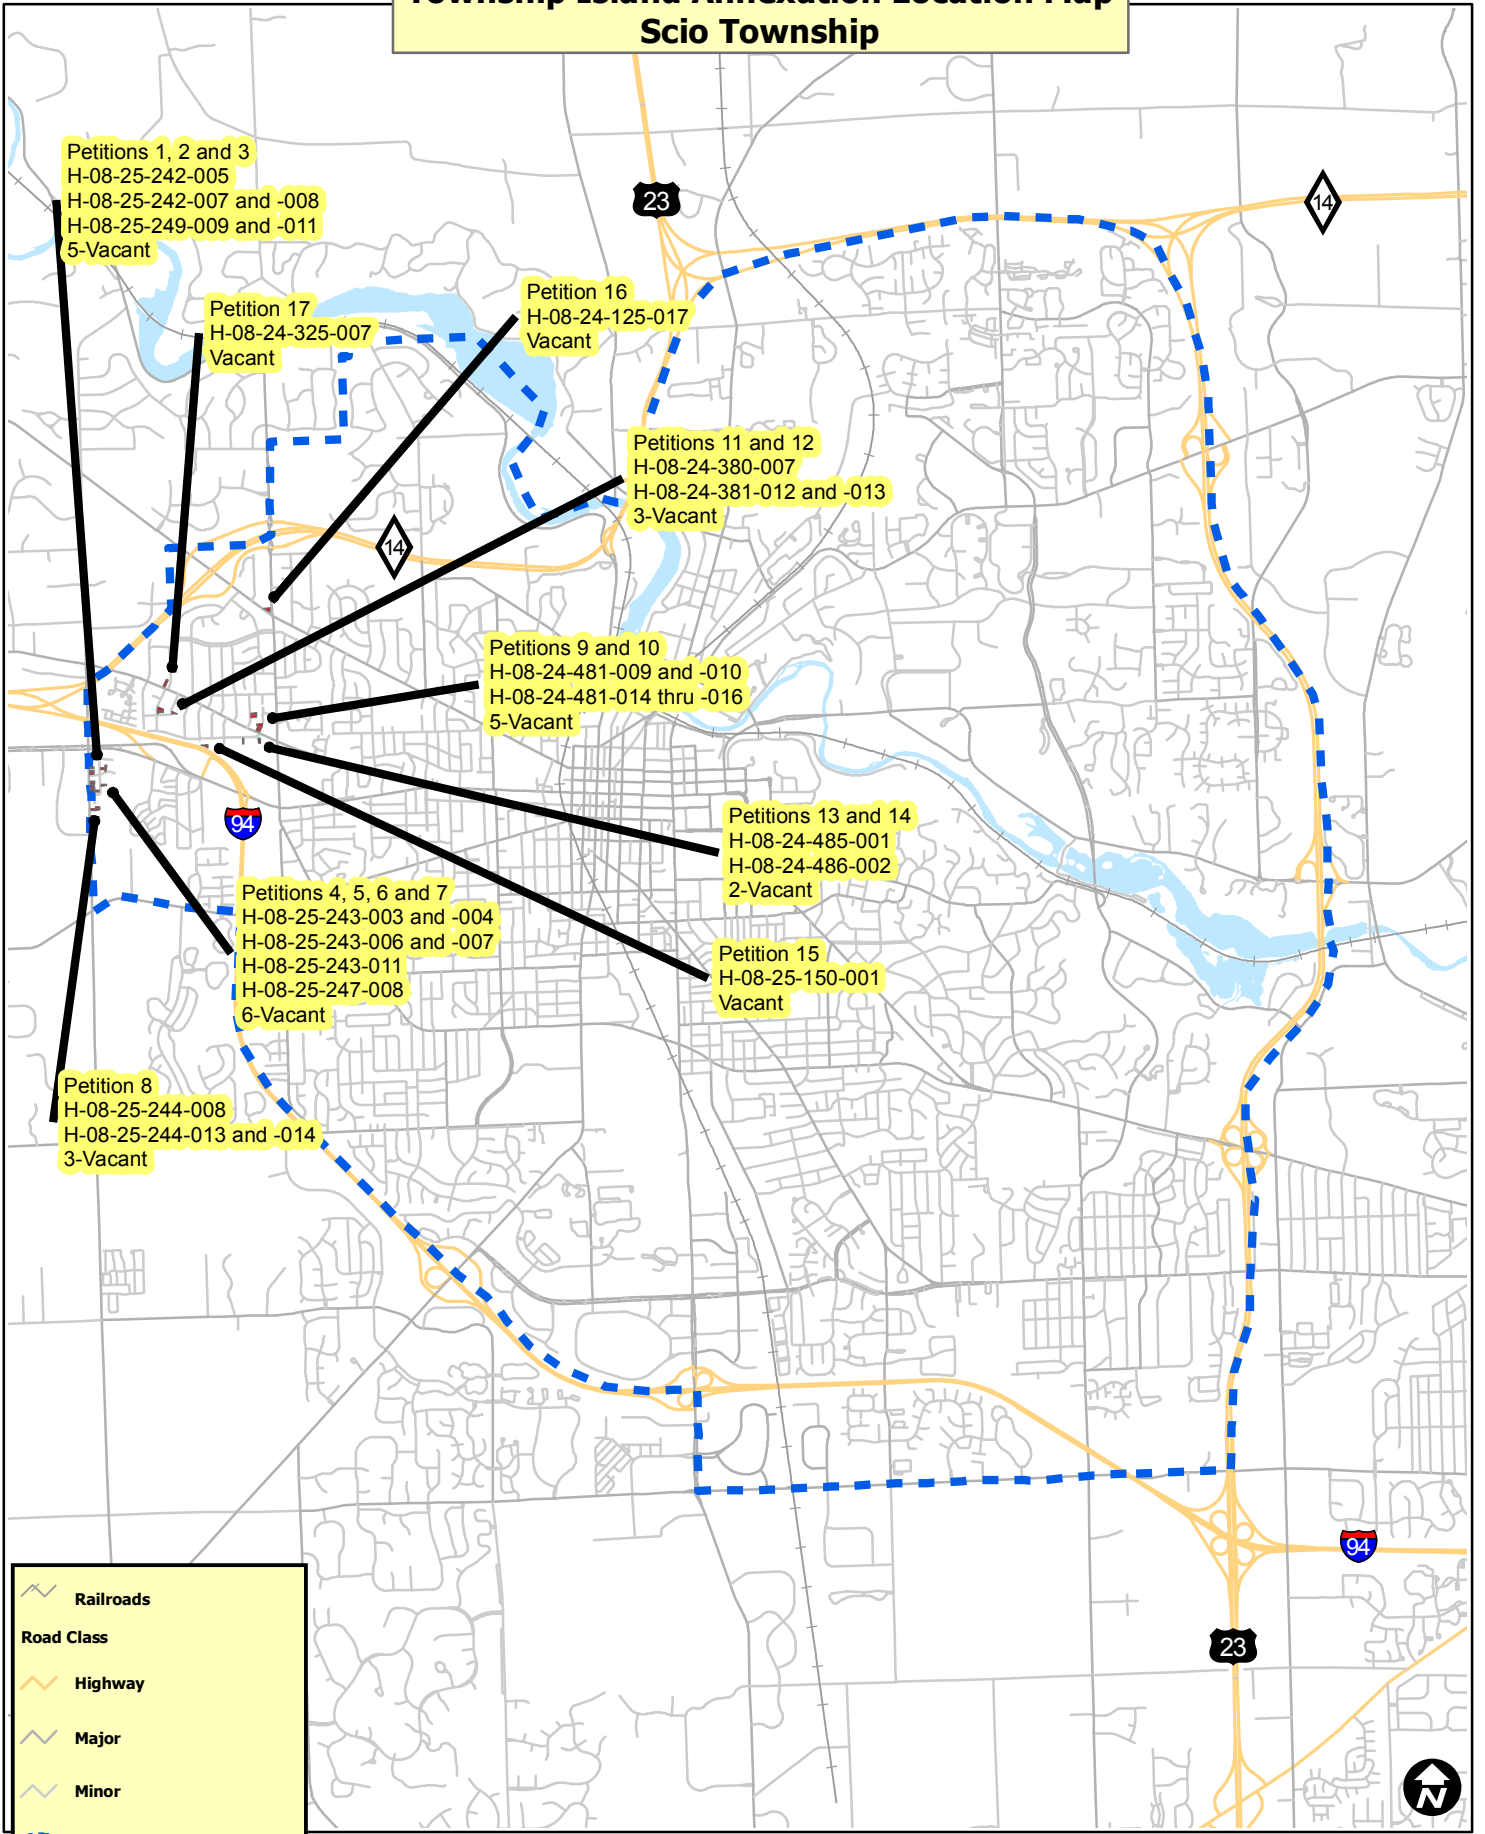 Township Island Annexation Location Map
Scio Township
Petitions 1, 2 and 3
H-08-25-242-005
H-08-25-242-007 and -008
H-08-25-249-009 and -011
5-Vacant
23
14
Petition 17
H-08-24-325-007
Vacant
Petition 16
H-08-24-125-017
Vacant
Petitions 11 and 12
H-08-24-380-007
H-08-24-381-012 and -013
3-Vacant
14
Petitions 9 and 10
H-08-24-481-009 and -010
H-08-24-481-014 thru -016
5-Vacant
94
Petitions 13 and 14
H-08-24-485-001
H-08-24-486-002
2-Vacant
Petitions 4, 5, 6 and 7
H-08-25-243-003 and -004
H-08-25-243-006 and -007
H-08-25-243-011
H-08-25-247-008
6-Vacant
Petition 15
H-08-25-150-001
Vacant
Petition 8
H-08-25-244-008
H-08-25-244-013 and -014
3-Vacant
94
23
Railroads
Road Class
Highway
Major
Minor
N